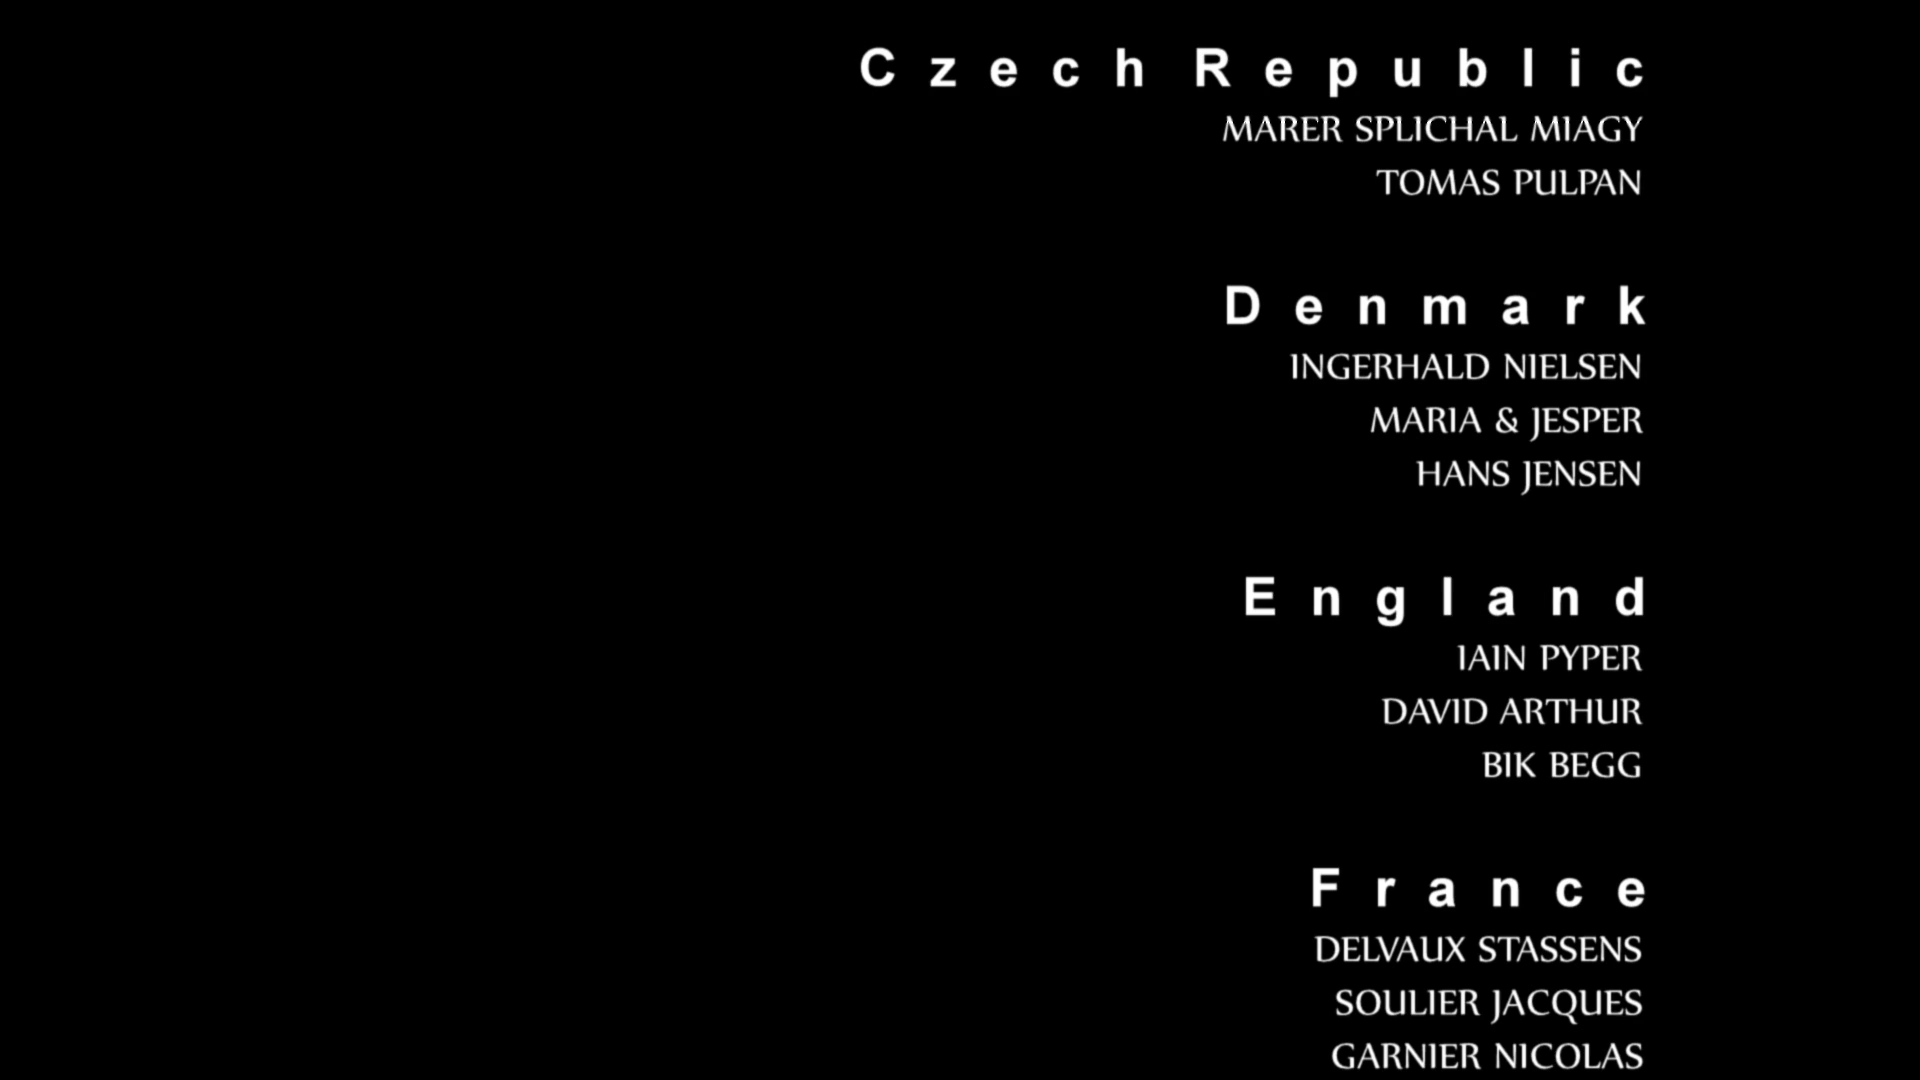 Czech Republic
MARER SPLICHAL MIAGY
TOMAS PULPAN
Denmark
INGERHALD NIELSEN
MARIA & JESPER
HANS JENSEN
England
IAIN PYPER
DAVID ARTHUR
BIK BEGG
France
DELVAUX STASSENS
SOULIER JACQUES
GARNIER NICOLAS